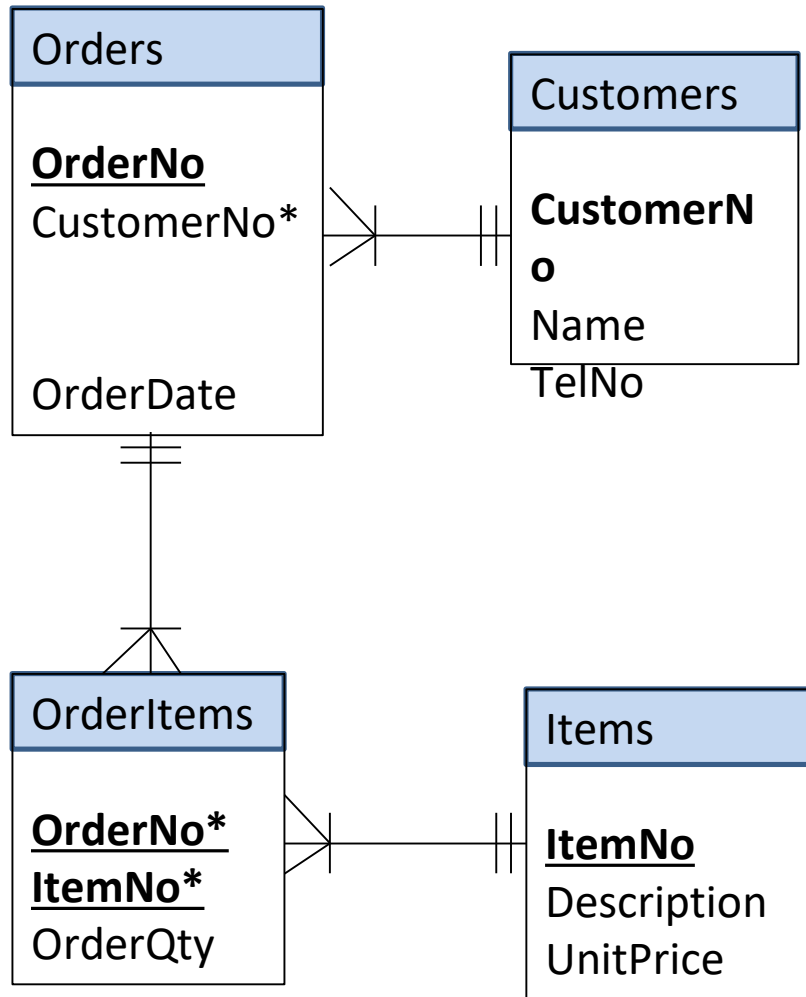 Orders
OrderNo
CustomerNo*
OrderDate
Customers
CustomerN
o
Name
TelNo
OrderItems
OrderNo*
ItemNo*
OrderQty
Items
ItemNo
Description
UnitPrice